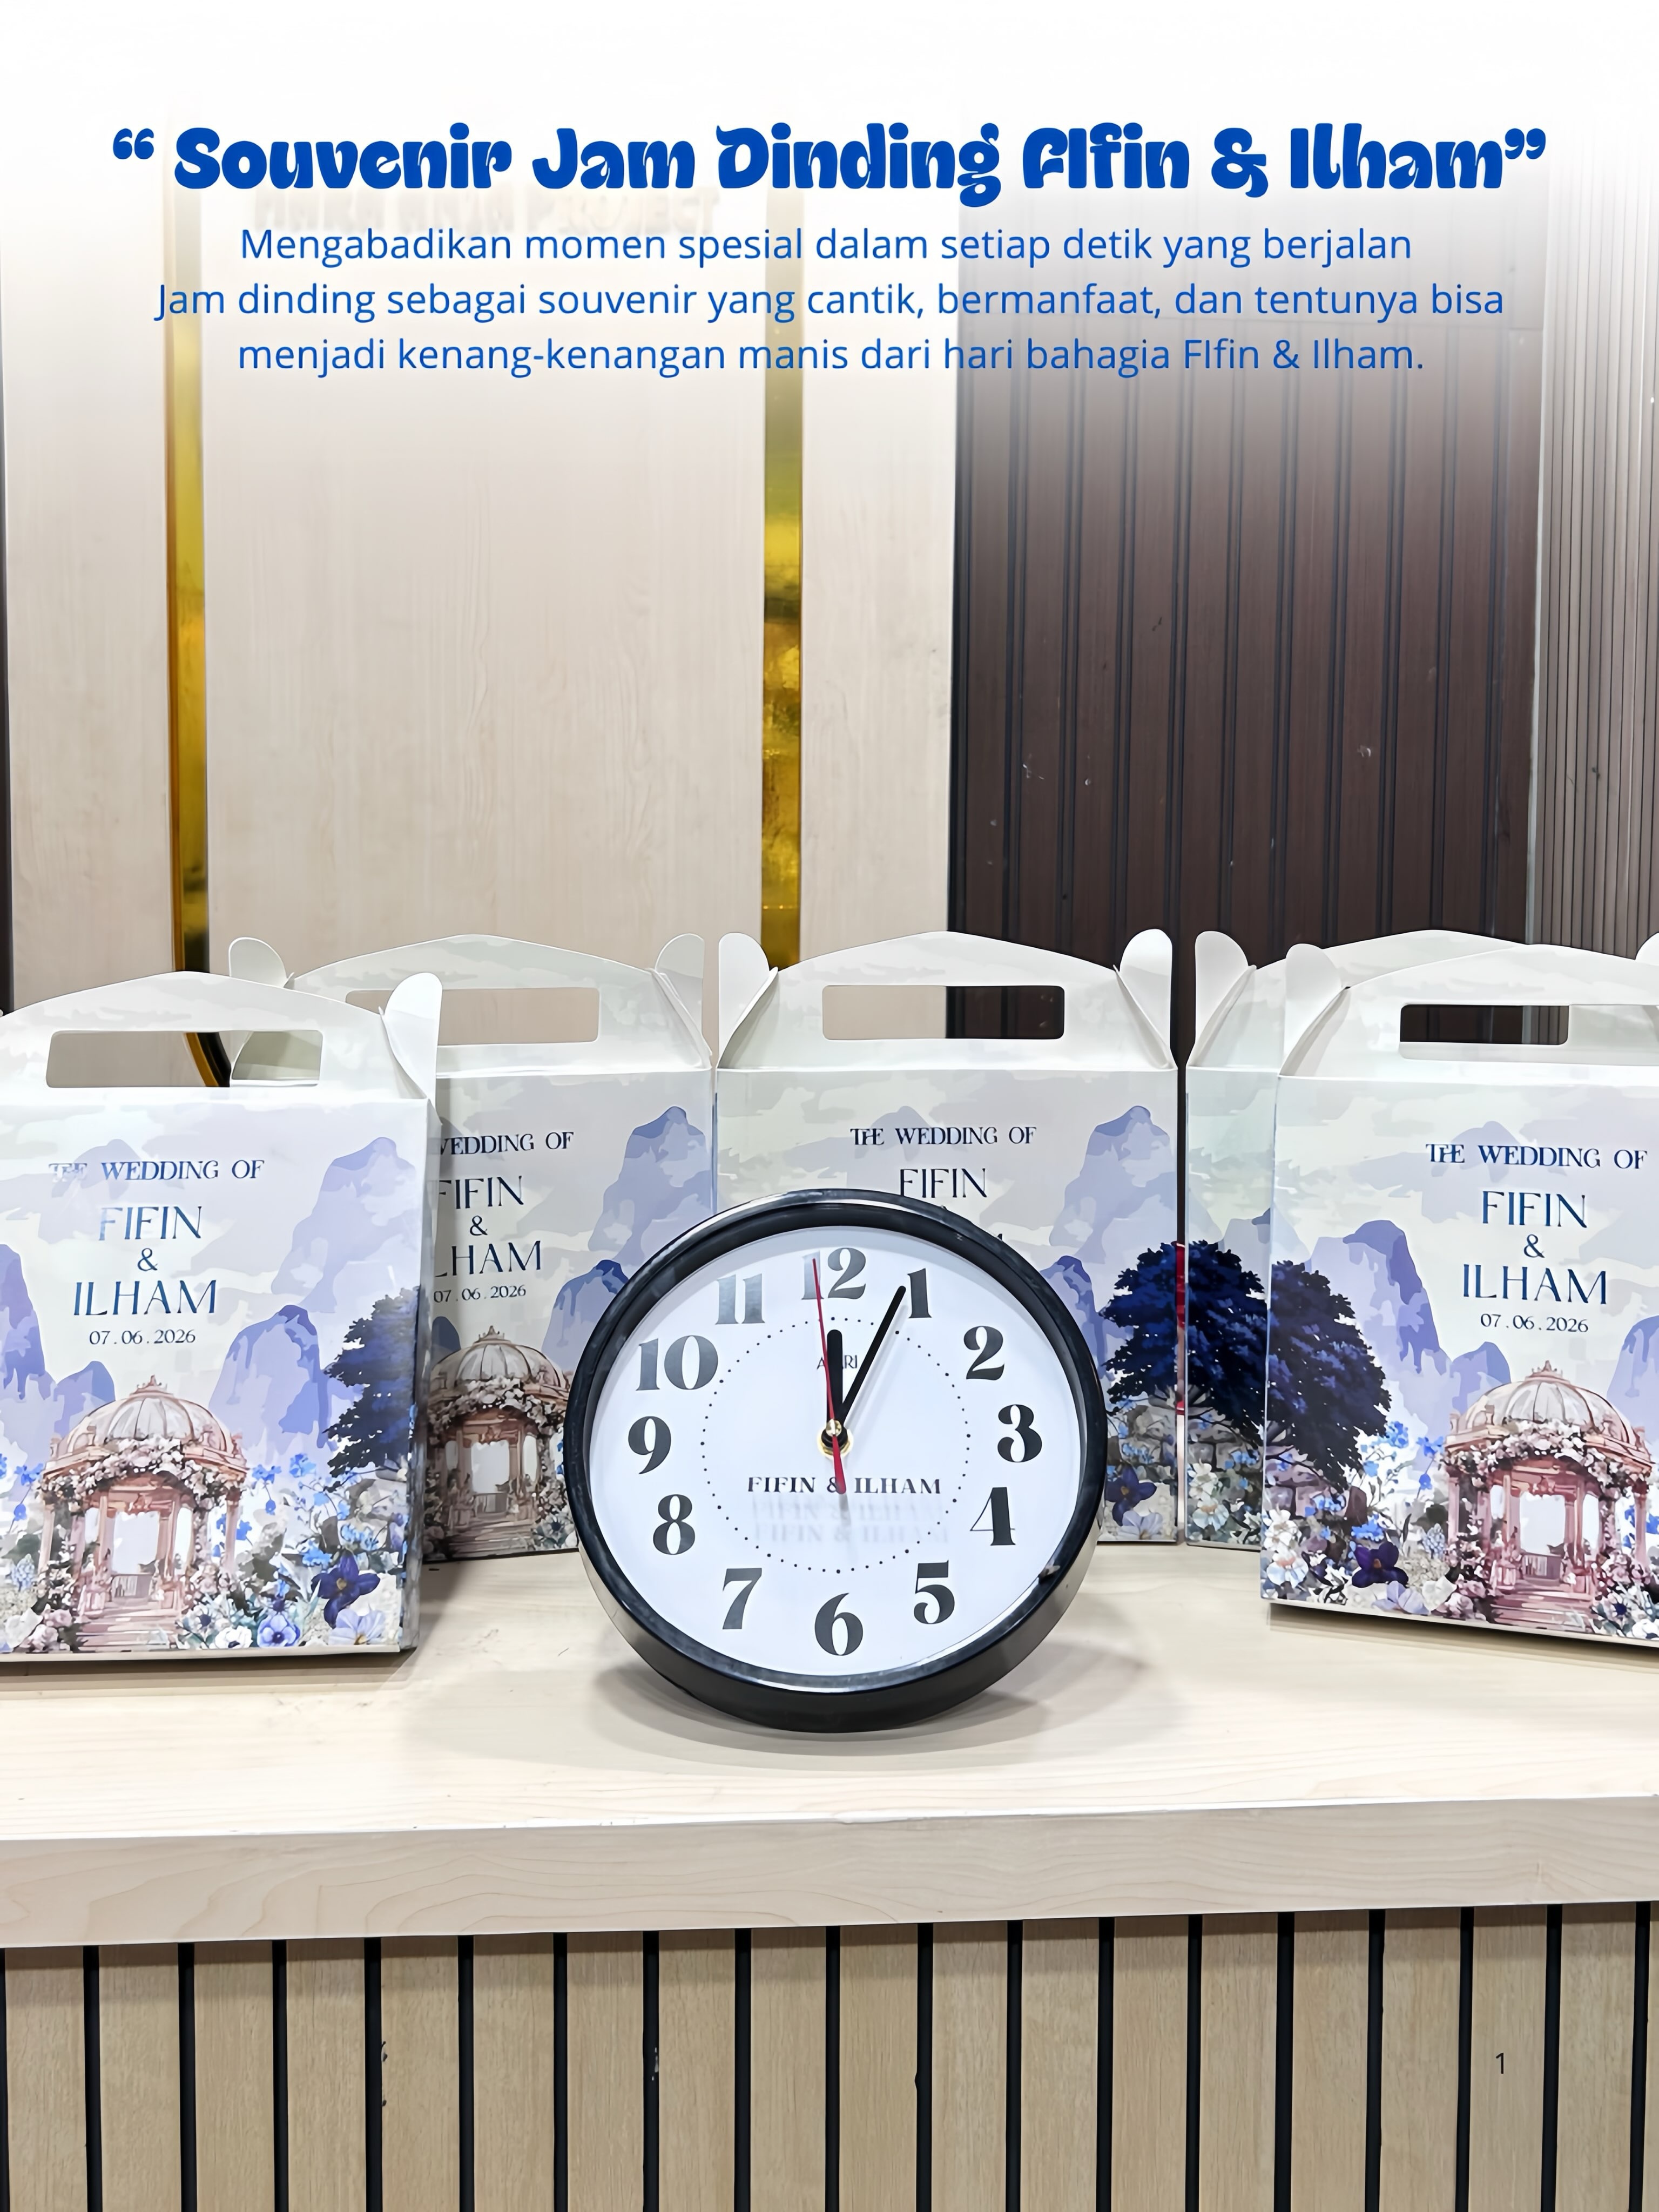 “ Souvenir Jam Dinding FIfin & Ilham”
Mengabadikan momen spesial dalam setiap detik yang berjalan
Jam dinding sebagai souvenir yang cantik, bermanfaat, dan tentunya bisa
menjadi kenang-kenangan manis dari hari bahagia FIfin & Ilham.
THE WEDDING OF
FIFIN
&
ILHAM
07.06.2026
WEDDING OF
FIFIN
&
07.06.2026
THE WEDDING OF
FIFIN
THE WEDDING OF
FIFIN
&
ILHAM
07.06.2026
12
1
2
3
4
5
6
7
8
9
10
11
FIFIN & ILHAM
1